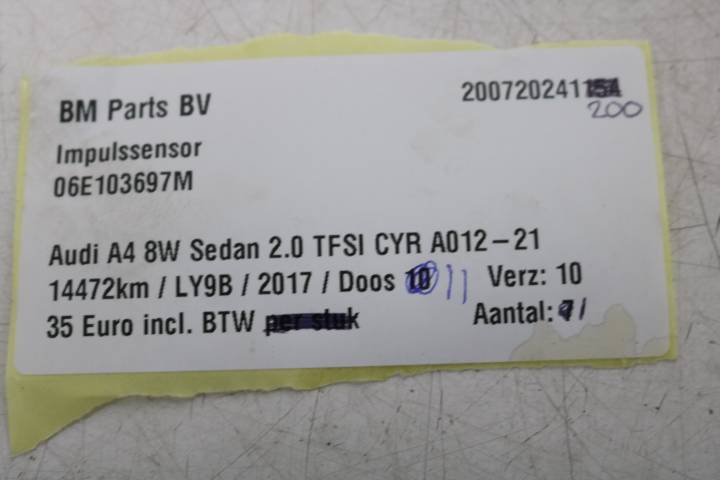 BM Parts BV
200720241154
200
Impulssensor
06E103697M
Audi A4 8W Sedan 2.0 TFSI CYR A012-21
14472km / LY9B / 2017 / Doos 10 11 Verz: 10
35 Euro incl. BTW per stuk Aantal: 1